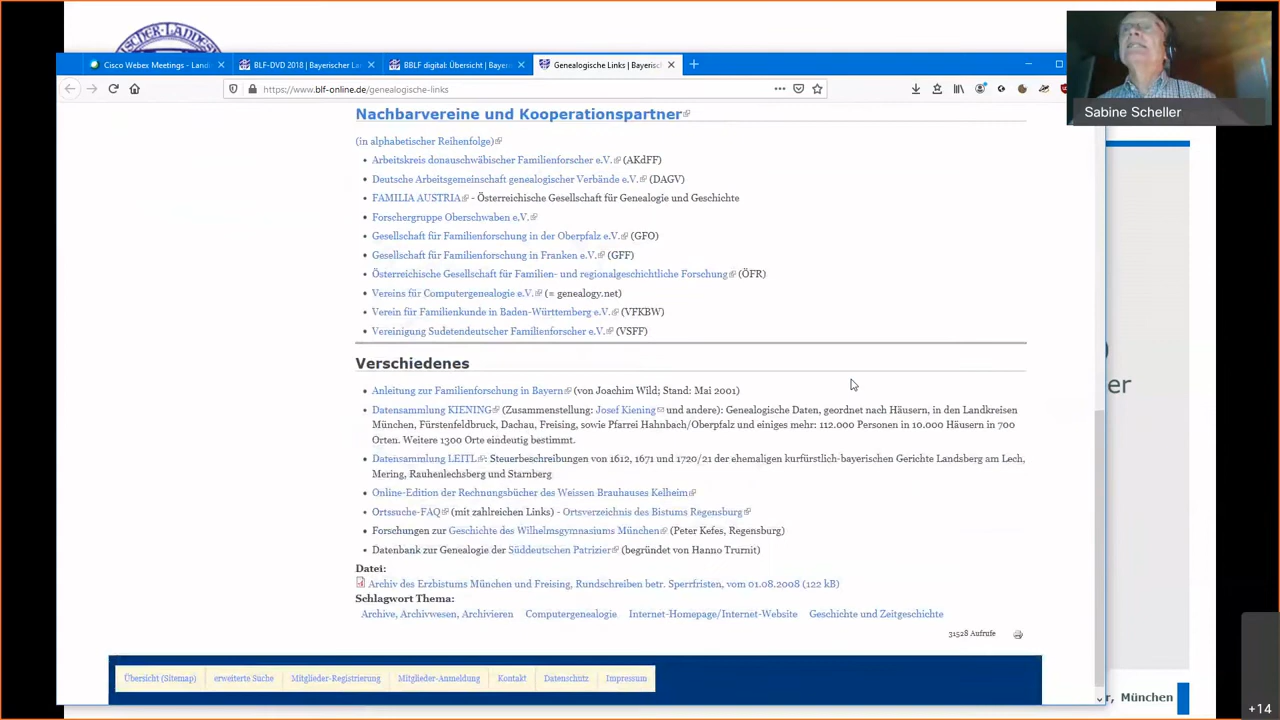 Cisco Webex Meetings - Land
BLF-DVD 2018 | Bayerischer La
BBLF digital: Übersicht | Bayer
Genealogische Links | Bayerisc
https://www.blf-online.de/genealogische-links
Sabine Scheller
Nachbarvereine und Kooperationspartner
(in alphabetischer Reihenfolge)
• Arbeitskreis donauschwäbischer Familienforscher e.V. (AKdFF)
• Deutsche Arbeitsgemeinschaft genealogischer Verbände e.V. (DAGV)
• FAMILIA AUSTRIA - Österreichische Gesellschaft für Genealogie und Geschichte
• Forschergruppe Oberschwaben e.V.
• Gesellschaft für Familienforschung in der Oberpfalz e.V. (GFO)
• Gesellschaft für Familienforschung in Franken e.V. (GFF)
• Österreichische Gesellschaft für Familien- und regionalgeschichtliche Forschung (ÖFR)
• Vereins für Computergenealogie e.V. (= genealogy.net)
• Verein für Familienkunde in Baden-Württemberg e.V. (VFKBW)
• Vereinigung Sudetendeutscher Familienforscher e.V. (VSFF)
Verschiedenes
• Anleitung zur Familienforschung in Bayern (von Joachim Wild; Stand: Mai 2001)
• Datensammlung KIENING (Zusammenstellung: Josef Kiening und andere): Genealogische Daten, geordnet nach Häusern, in den Landkreisen
München, Fürstenfeldbruck, Dachau, Freising, sowie Pfarrei Hahnbach/Oberpfalz und einiges mehr: 112.000 Personen in 10.000 Häusern in 700
Orten. Weitere 1300 Orte eindeutig bestimmt.
• Datensammlung LEITL: Steuerbeschreibungen von 1612, 1671 und 1720/21 der ehemaligen kurfürstlich-bayerischen Gerichte Landsberg am Lech,
Mering, Rauhenlechsberg und Starnberg
• Online-Edition der Rechnungsbücher des Weissen Brauhauses Kelheim
• Ortssuche-FAQ (mit zahlreichen Links) - Ortsverzeichnis des Bistums Regensburg
• Forschungen zur Geschichte des Wilhelmsgymnasiums München (Peter Kefes, Regensburg)
• Datenbank zur Genealogie der Süddeutschen Patrizier (begründet von Hanno Trurnit)
Datei:
Archiv des Erzbistums München und Freising, Rundschreiben betr. Sperrfristen, vom 01.08.2008 (122 kB)
Schlagwort Thema:
Archive, Archivwesen, Archivieren Computergenealogie Internet-Homepage/Internet-Website Geschichte und Zeitgeschichte
31528 Aufrufe
Übersicht (Sitemap) erweiterte Suche Mitglieder-Registrierung Mitglieder-Anmeldung Kontakt Datenschutz Impressum
er
r, München
+14